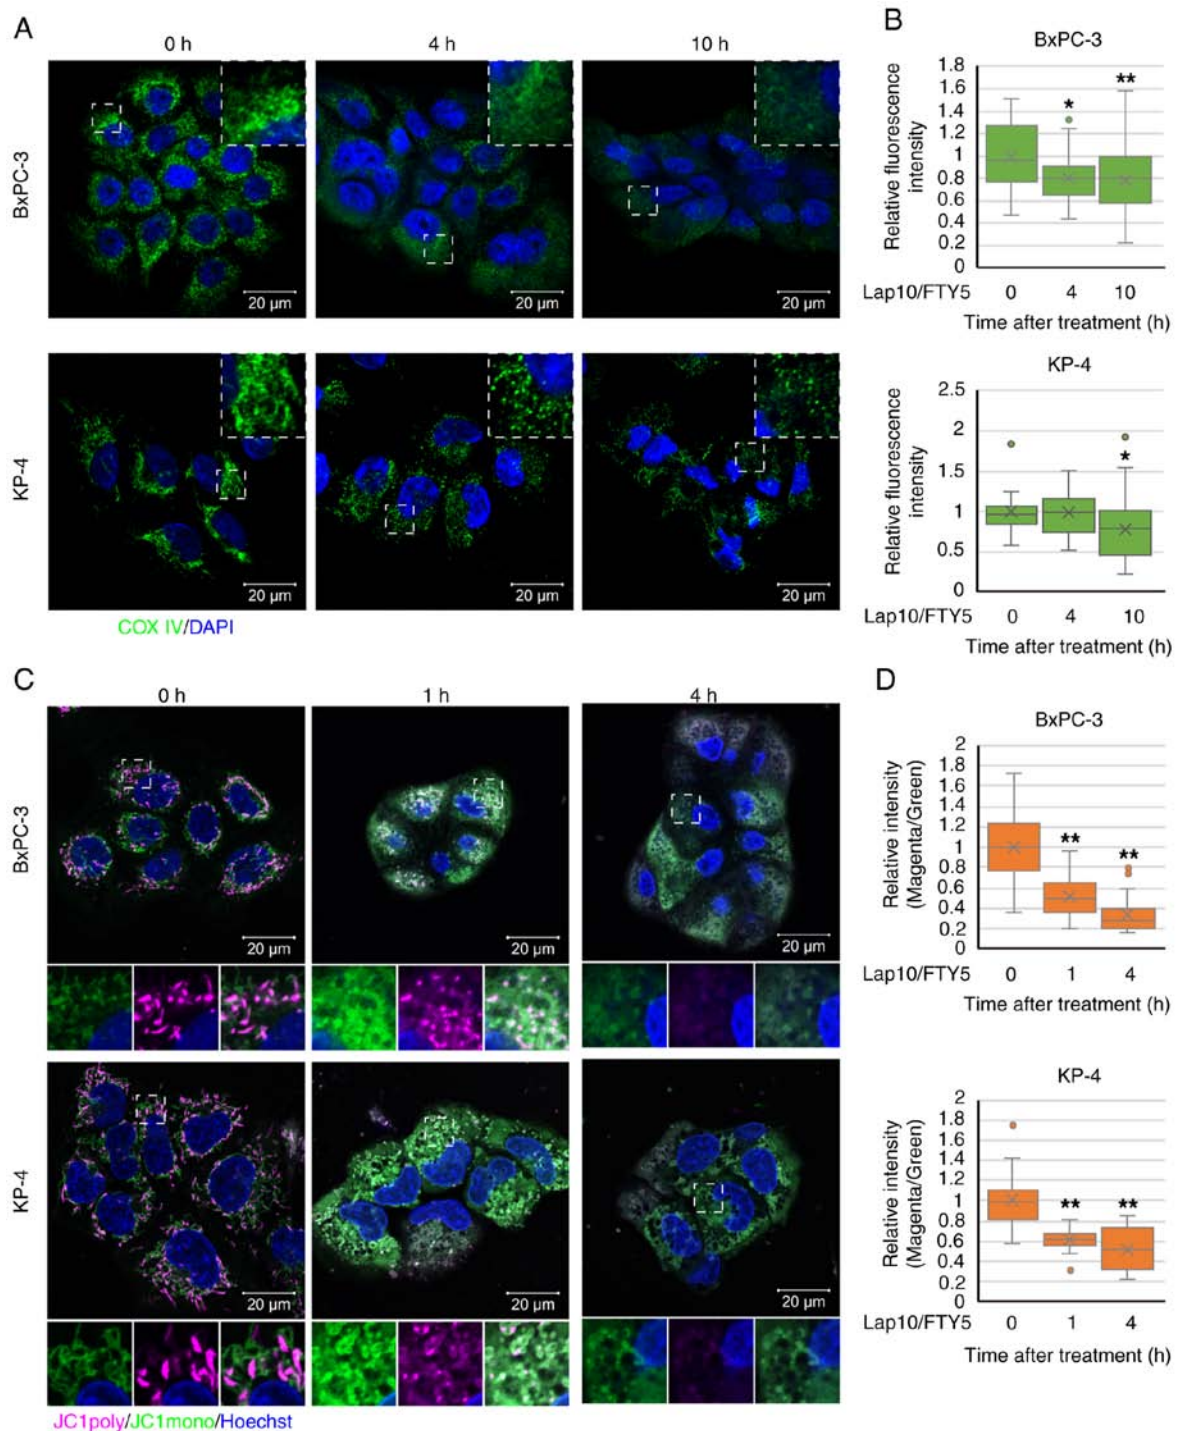 A
0 h
4 h
10 h
BxPC-3
20 µm
20 µm
20 µm
KP-4
20 µm
20 µm
20 µm
COX IV/DAPI
B
BxPC-3
Relative fluorescence
intensity
1.8
1.6
1.4
1.2
1
0.8
0.6
0.4
0.2
0
*
**
Lap10/FTY5
0
4
10
Time after treatment (h)
KP-4
Relative fluorescence
intensity
2.5
2
1.5
1
0.5
0
*
Lap10/FTY5
0
4
10
Time after treatment (h)
C
0 h
1 h
4 h
BxPC-3
20 µm
20 µm
20 µm
KP-4
20 µm
20 µm
20 µm
JC1poly/JC1mono/Hoechst
D
BxPC-3
Relative intensity
(Magenta/Green)
2
1.8
1.6
1.4
1.2
1
0.8
0.6
0.4
0.2
0
**
**
Lap10/FTY5
0
1
4
Time after treatment (h)
KP-4
Relative intensity
(Magenta/Green)
2
1.8
1.6
1.4
1.2
1
0.8
0.6
0.4
0.2
0
**
**
Lap10/FTY5
0
1
4
Time after treatment (h)